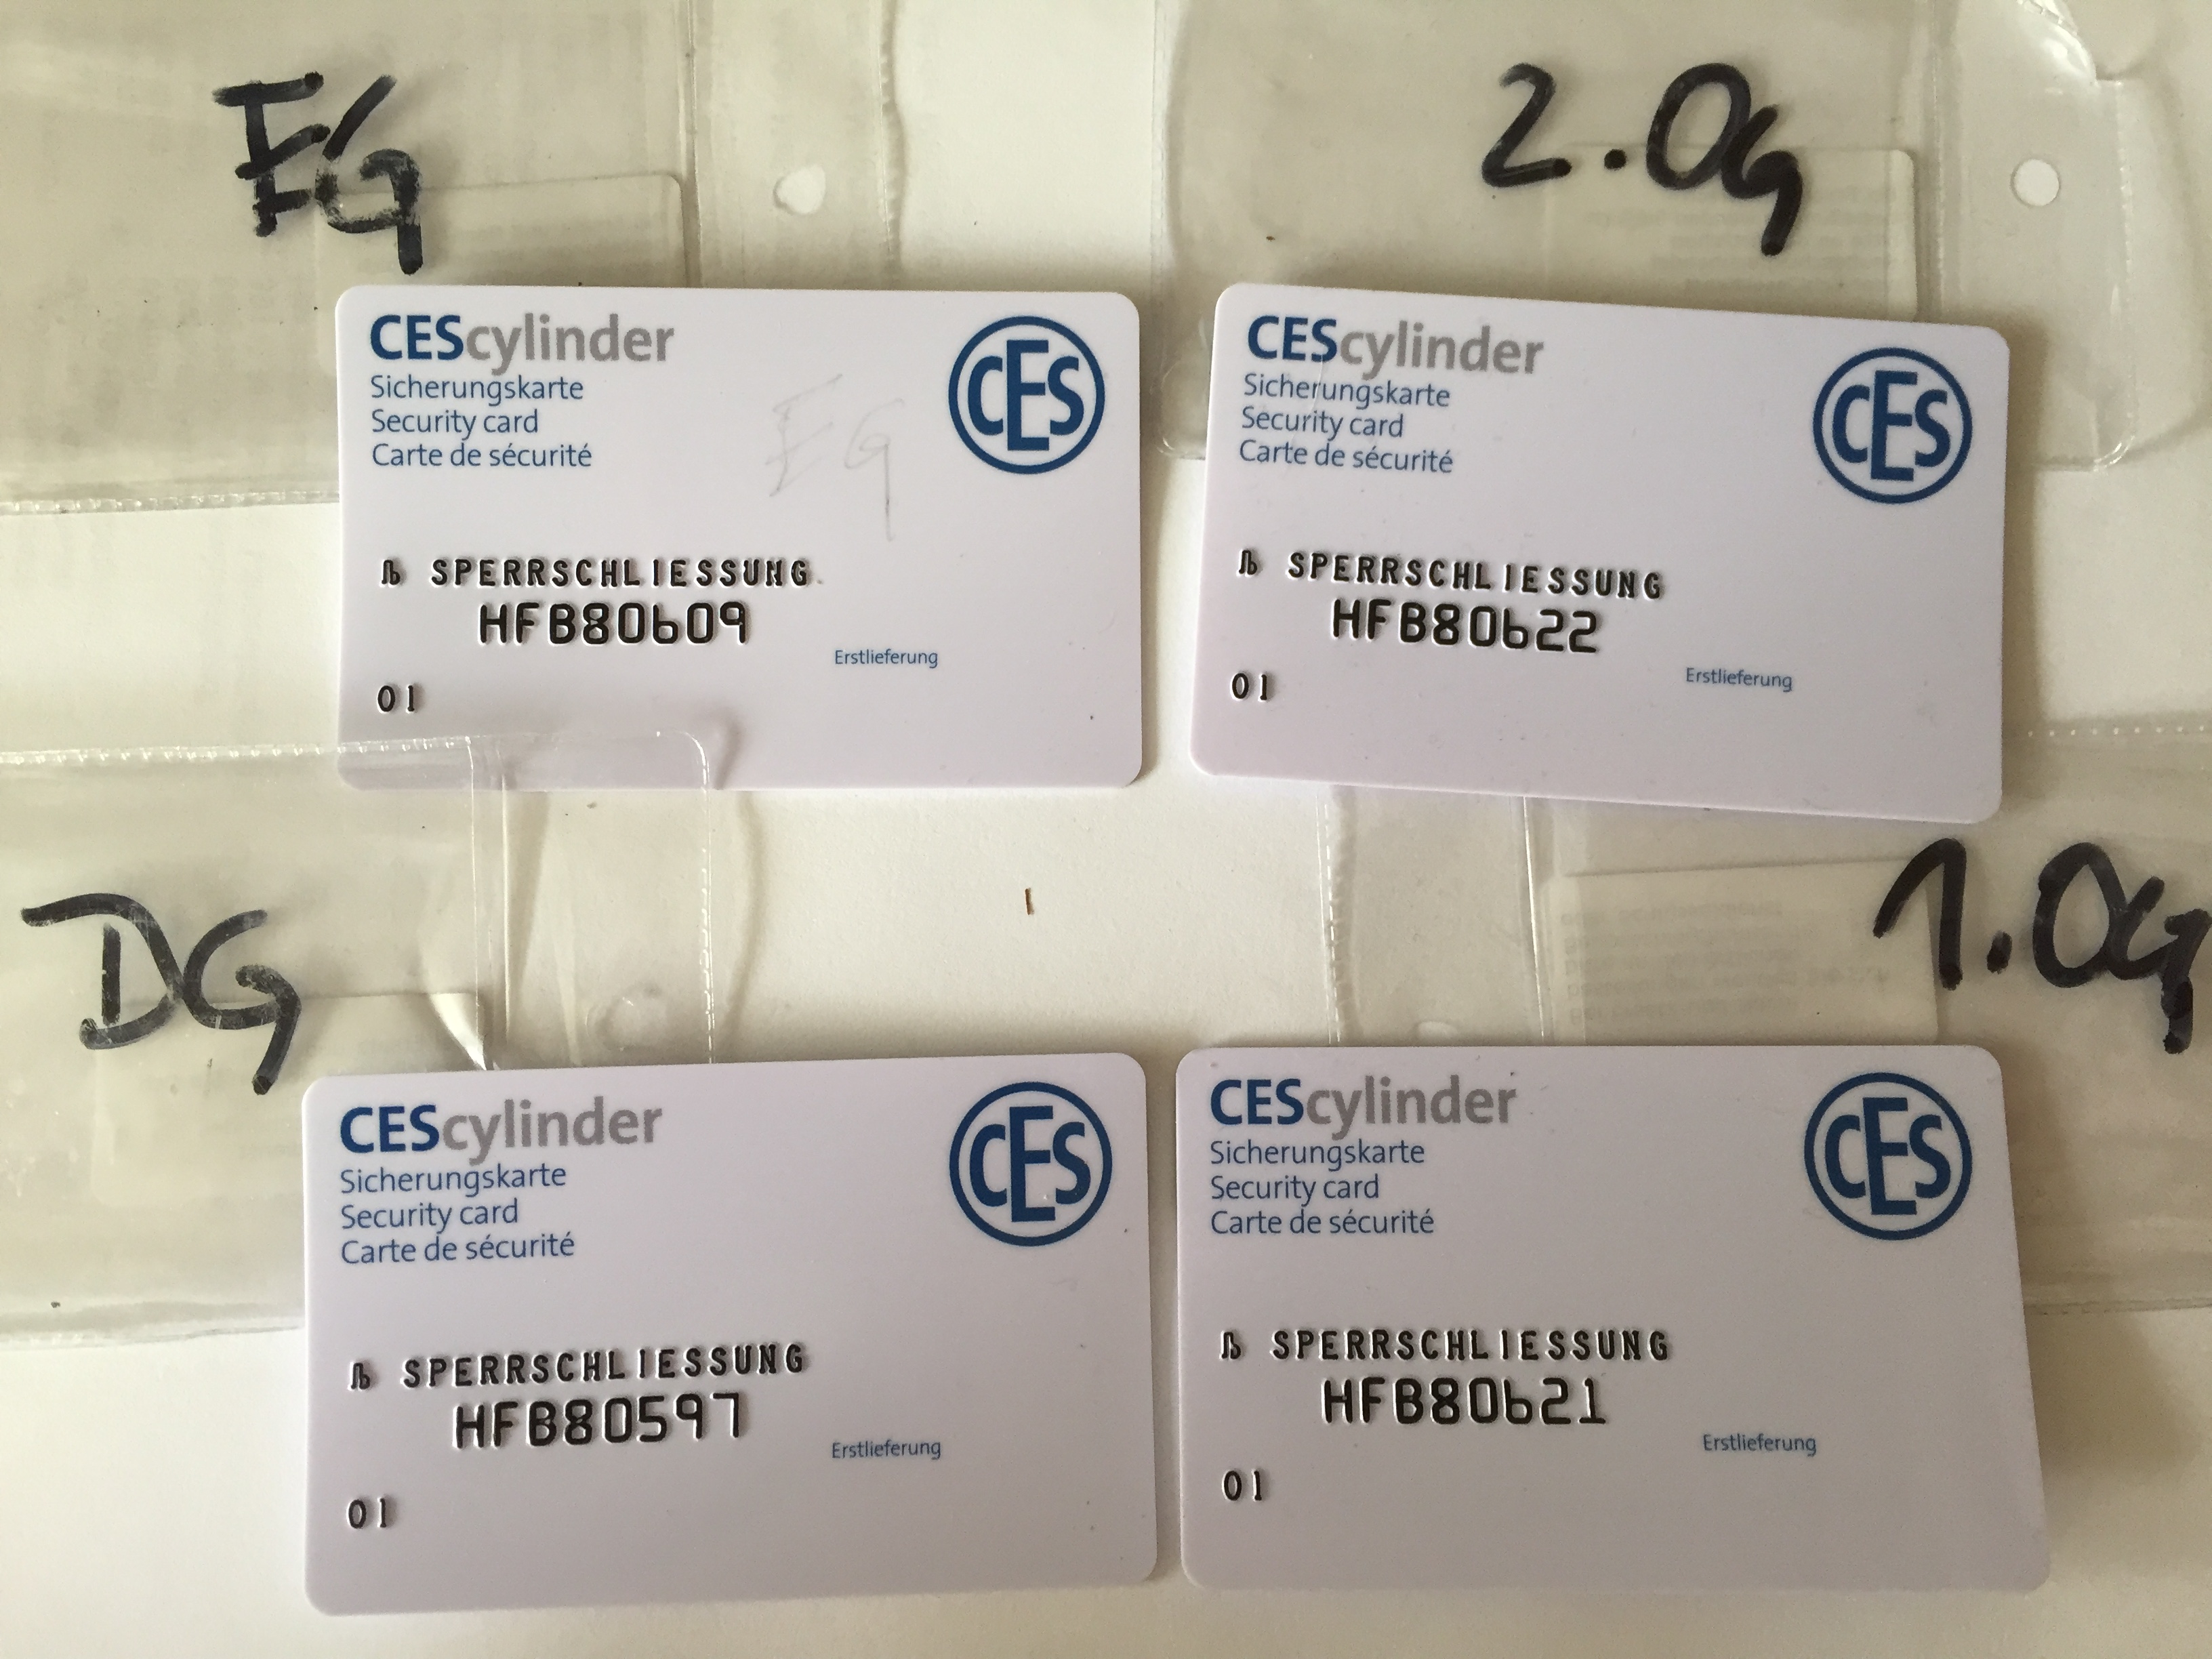 EG
CEScylinder
CES
Sicherungskarte
Security card
Carte de sécurité
EG
SPERRSCHLIESSUNG
HFB80609
Erstlieferung
01
2.OG
CEScylinder
CES
Sicherungskarte
Security card
Carte de sécurité
SPERRSCHLIESSUNG
HFB80622
Erstlieferung
01
DG
CEScylinder
CES
Sicherungskarte
Security card
Carte de sécurité
SPERRSCHLIESSUNG
HFB80597
Erstlieferung
01
1.OG
CEScylinder
CES
Sicherungskarte
Security card
Carte de sécurité
SPERRSCHLIESSUNG
HFB80621
Erstlieferung
01